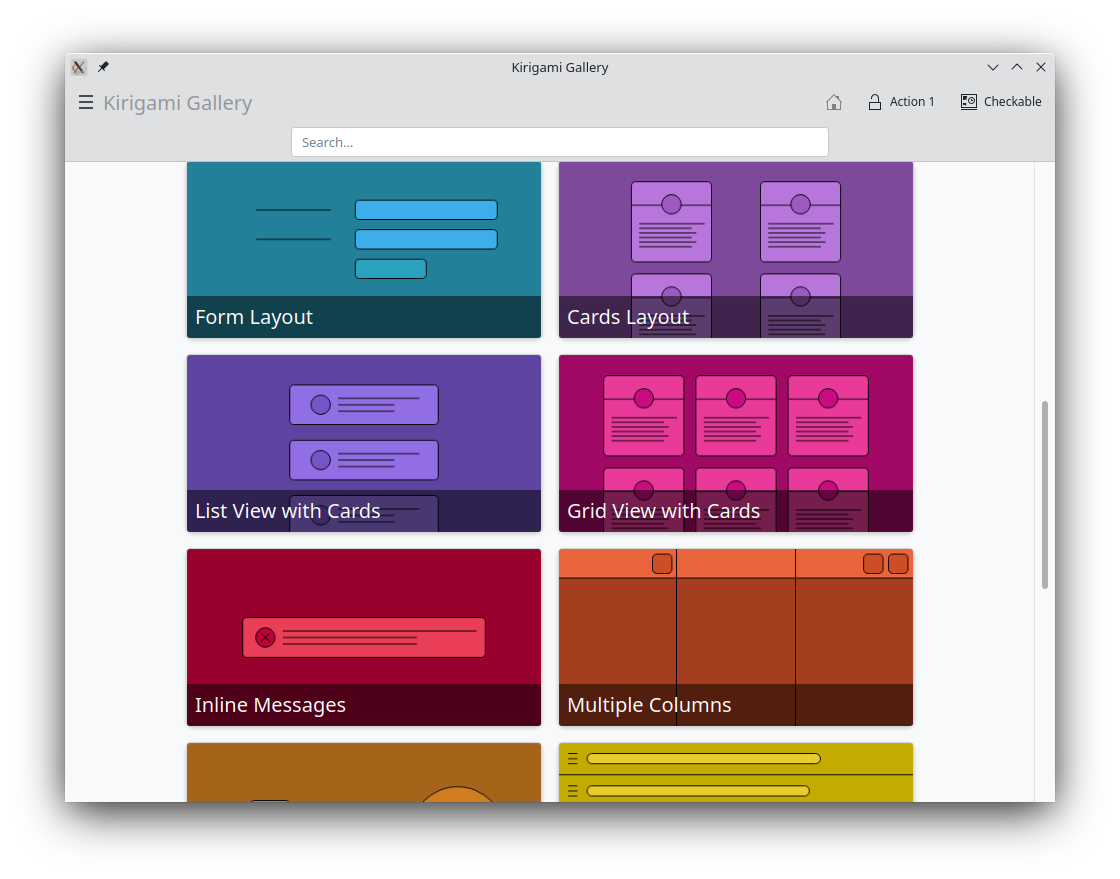 Kirigami Gallery
Kirigami Gallery
Action 1
Checkable
Search...
Form Layout
Cards Layout
List View with Cards
Grid View with Cards
Inline Messages
Multiple Columns